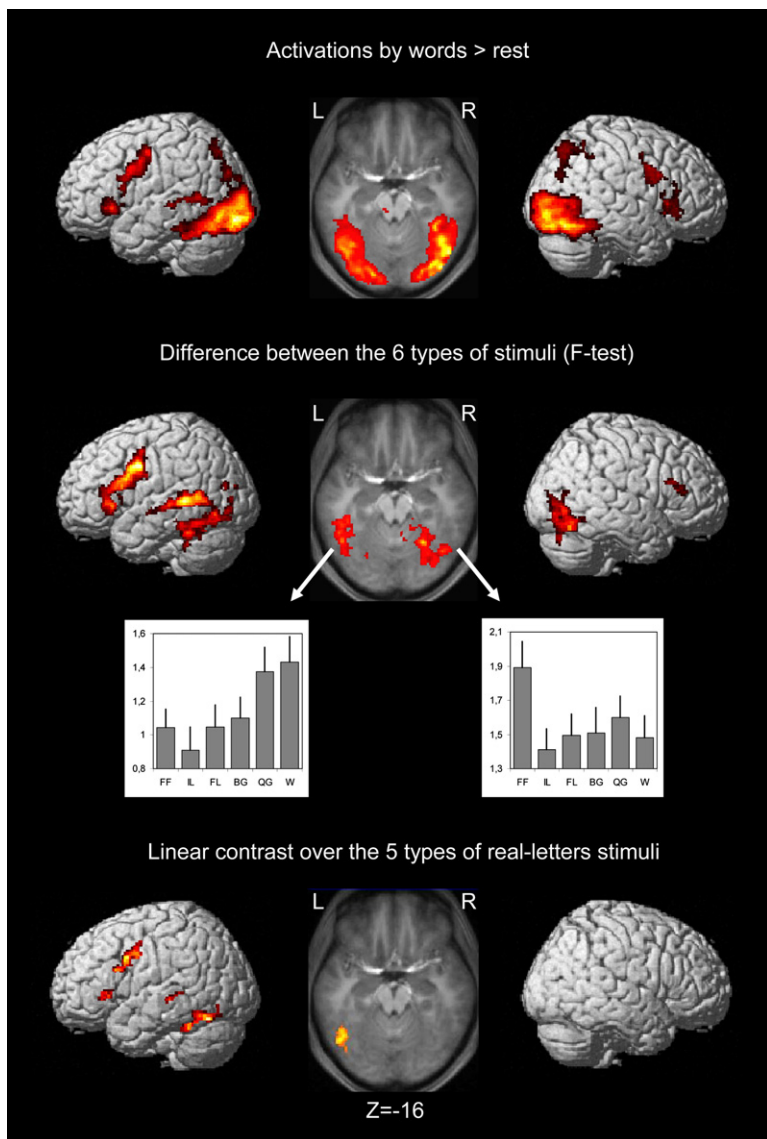 Activations by words > rest
L R
Difference between the 6 types of stimuli (F-test)
L R
1,6
1,4
1,2
1
0,8
FF IL FL BG QG W
2,1
1,9
1,7
1,5
1,3
FF IL FL BG QG W
Linear contrast over the 5 types of real-letters stimuli
L R
Z=-16